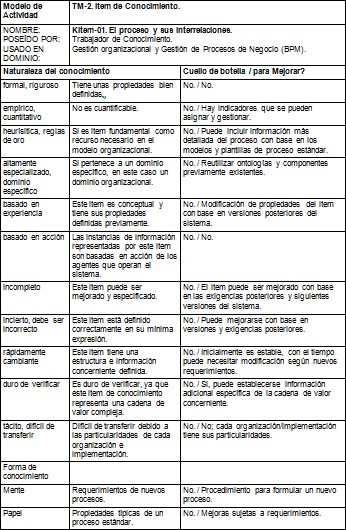 Modelo de Actividad
TM-2. Item de Conocimiento.
NOMBRE:
POSEÍDO POR:
USADO EN
DOMINIO:
Kitem-01. El proceso y sus interrelaciones.
Trabajador de Conocimiento.
Gestión organizacional y Gestión de Procesos de Negocio (BPM).
Naturaleza del conocimiento
Cuello de botella / para Mejorar?
formal, riguroso
Tiene unas propiedades bien
definidas,.
No. / No.
empírico,
cuantitativo
No es cuantificable.
No. / Hay Indicadores que se pueden
asignar y gestionar.
heurísitica, reglas
de oro
Si es ítem fundamental como
recurso necesario en el
modelo organizacional.
No. / Puede incluir información más
detallada del proceso con base en los
modelos y plantillas de proceso estándar.
altamente
especializado,
dominio
específico
Si pertenece a un dominio
específico, en este caso un
dominio organizacional.
No. / Reutilizar ontologías y componentes
previamente existentes.
basado en
experiencia
Este ítem es conceptual y
tiene sus propiedades
definidas previamente.
No. / Modificación de propiedades del ítem
con base en versiones posteriores del
sistema.
basado en acción
Las instancias de información
representadas por este ítem
son basadas en acción de los
agentes que operan el
sistema.
No. / No.
incompleto
Este ítem puede ser
mejorado y especificado.
No. / El ítem puede ser mejorado con base
en las exigencias posteriores y siguientes
versiones del sistema.
incierto, debe ser
incorrecto
Este ítem está definido
correctamente en su mínima
expresión.
No. / Puede mejorarse con base en
versiones y exigencias posteriores.
rápidamente
cambiante
Este ítem tiene una
estructura e información
concerniente definida.
No. / Inicialmente es estable, con el tiempo
puede necesitar modificación según nuevos
requerimientos.
duro de verificar
Es duro de verificar, ya que
este ítem de conocimiento
representa una cadena de
valor compleja.
No. / Si, puede establecerse información
adicional específica de la cadena de valor
concerniente.
tácito, difícil de
transferir
Difícil de transferir debido a
las particularidades de cada
organización e
implementación.
No. / No; cada organización/implementación
tiene sus particularidades.
Forma de
conocimiento
Mente
Requerimientos de nuevos
procesos.
No. / Procedimiento para formular un nuevo
proceso.
Papel
Propiedades típicas de un
proceso estándar.
No. / Mejoras sujetas a requerimientos.